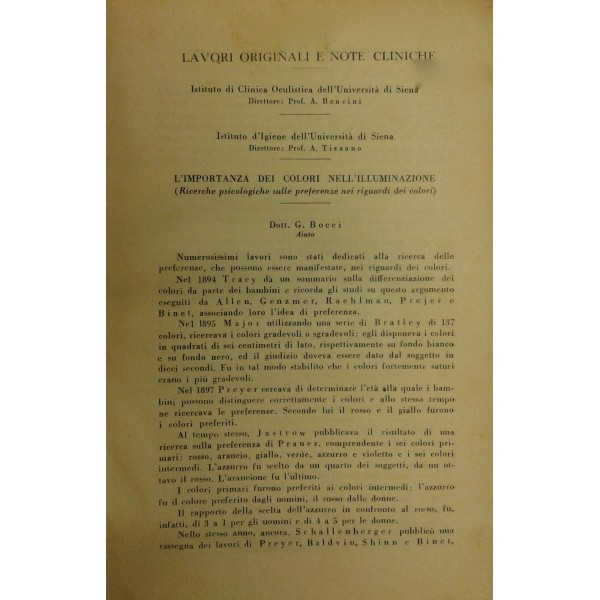 LAVORI ORIGINALI E NOTE CLINICHE
Istituto di Clinica Oculistica dell'Università di Siena
Direttore: Prof. A. Bencini
Istituto d'Igiene dell'Università di Siena
Direttore: Prof. A. Tizzano
L'IMPORTANZA DEI COLORI NELL'ILLUMINAZIONE
(Ricerche psicologiche sulle preferenze nei riguardi dei colori)
Dott. G. Bocci
Aiuto
Numerosissimi lavori sono stati dedicati alla ricerca delle
preferenze, che possono essere manifestate, nei riguardi dei colori.
Nel 1894 Tracy dà un sommario sulla differenziazione dei
colori da parte dei bambini e ricorda gli studi su questo argomento
eseguiti da Allen, Genzmer, Raehlman, Prejer e
Binet, associando loro l'idea di preferenza.
Nel 1895 Major utilizzando una serie di Bratley di 137
colori, ricercava i colori gradevoli o sgradevoli: egli disponeva i colori
in quadrati di sei centimetri di lato, rispettivamente su fondo bianco
e su fondo nero, ed il giudizio doveva essere dato dal soggetto in
dieci secondi. Fu in tal modo stabilito che i colori fortemente saturi
erano i più gradevoli.
Nel 1897 Preyer cercava di determinare l'età alla quale i bam-
bini possono distinguere correttamente i colori e allo stesso tempo
ne ricercava le preferenze. Secondo lui il rosso e il giallo furono
i colori preferiti.
Al tempo stesso, Jastrow pubblicava il risultato di una
ricerca sulla preferenza di Pranez, comprendente i sei colori pri-
mari: rosso, arancio, giallo, verde, azzurro e violetto e i sei colori
intermedi. L'azzurro fu scelto da un quarto dei soggetti, da un ot-
tavo il rosso. L'arancione fu l'ultimo.
I colori primari furono preferiti ai colori intermedi; l'azzurro
fu il colore preferito dagli uomini, il rosso dalle donne.
Il rapporto della scelta dell'azzurro in confronto al rosso, fu,
infatti, di 3 a 1 per gli uomini e di 4 a 5 per le donne.
Nello stesso anno, ancora, Schallenberger pubblicò una
rassegna dei lavori di Preyer, Baldvin, Shinn e Binet,